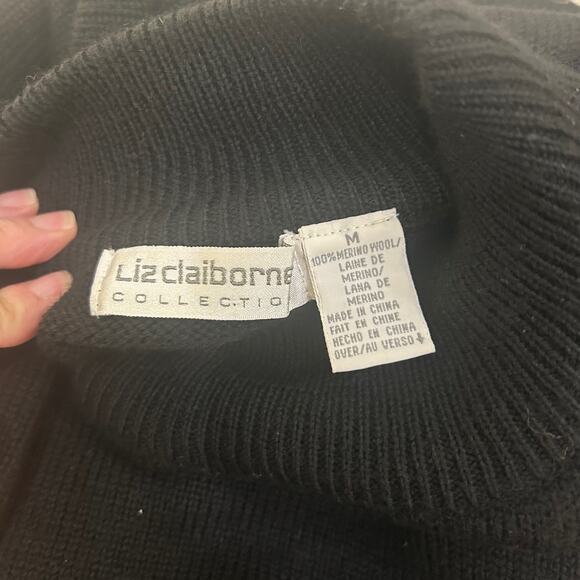 Liz claiborne
COLLECTIO
M
100% MERINO WOOL/
LAINE DE
MERINO/
LANA DE
MERINO
MADE IN CHINA
FAIT EN CHINE
HECHO EN CHINA
OVER/AU VERSO↓